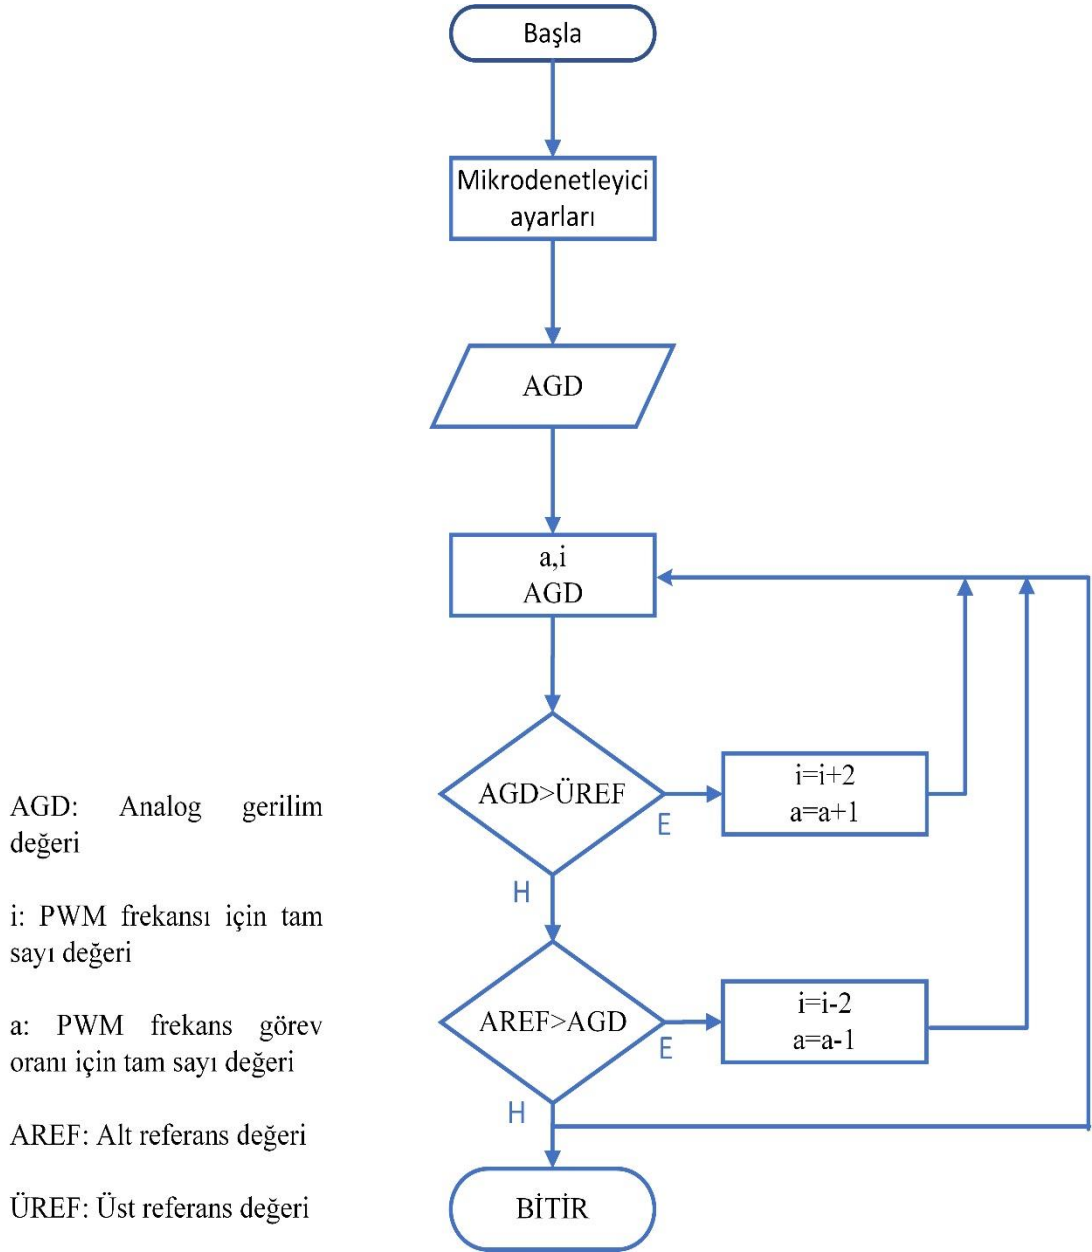 Başla
Mikrodenetleyici
ayarları
AGD
a,i
AGD
AGD>ÜREF
E
i=i+2
a=a+1
H
AREF>AGD
E
i=i-2
a=a-1
H
BİTİR
AGD: Analog gerilim
değeri
i: PWM frekansı için tam
sayı değeri
a: PWM frekans görev
oranı için tam sayı değeri
AREF: Alt referans değeri
ÜREF: Üst referans değeri